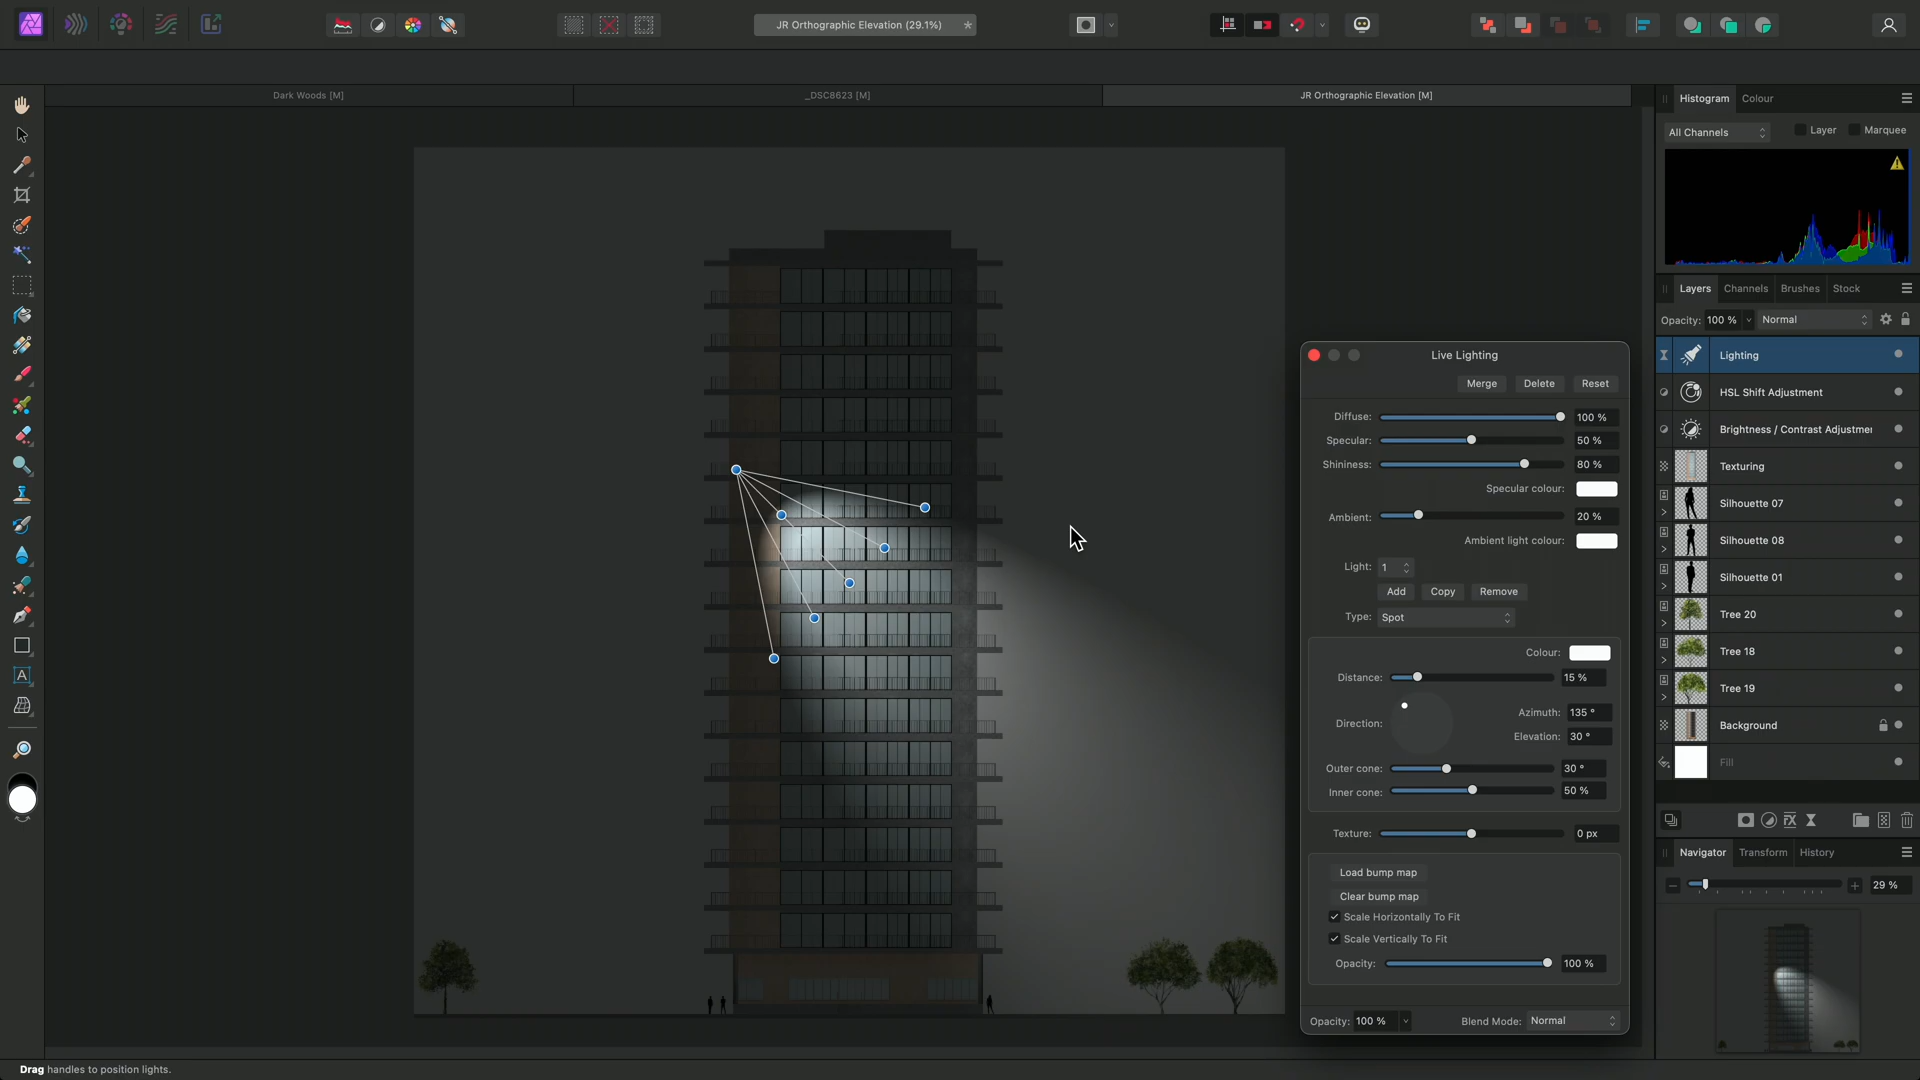 JR Orthographic Elevation (29.1%)
*
Dark Woods [M]
_DSC8623 [M]
JR Orthographic Elevation [M]
Histogram
Colour
All Channels
Layer
Marquee
Layers
Channels
Brushes
Stock
Opacity: 100 %
Normal
Lighting
HSL Shift Adjustment
Brightness / Contrast Adjustmer
Texturing
Silhouette 07
Silhouette 08
Silhouette 01
Tree 20
Tree 18
Tree 19
Background
Fill
Navigator
Transform
History
29 %
Live Lighting
Merge
Delete
Reset
Diffuse: 100 %
Specular: 50 %
Shininess: 80 %
Specular colour:
Ambient: 20 %
Ambient light colour:
Light: 1
Add
Copy
Remove
Type: Spot
Colour:
Distance: 15 %
Direction:
Azimuth: 135 °
Elevation: 30 °
Outer cone: 30 °
Inner cone: 50 %
Texture: 0 px
Load bump map
Clear bump map
Scale Horizontally To Fit
Scale Vertically To Fit
Opacity: 100 %
Opacity: 100 %
Blend Mode: Normal
Drag handles to position lights.